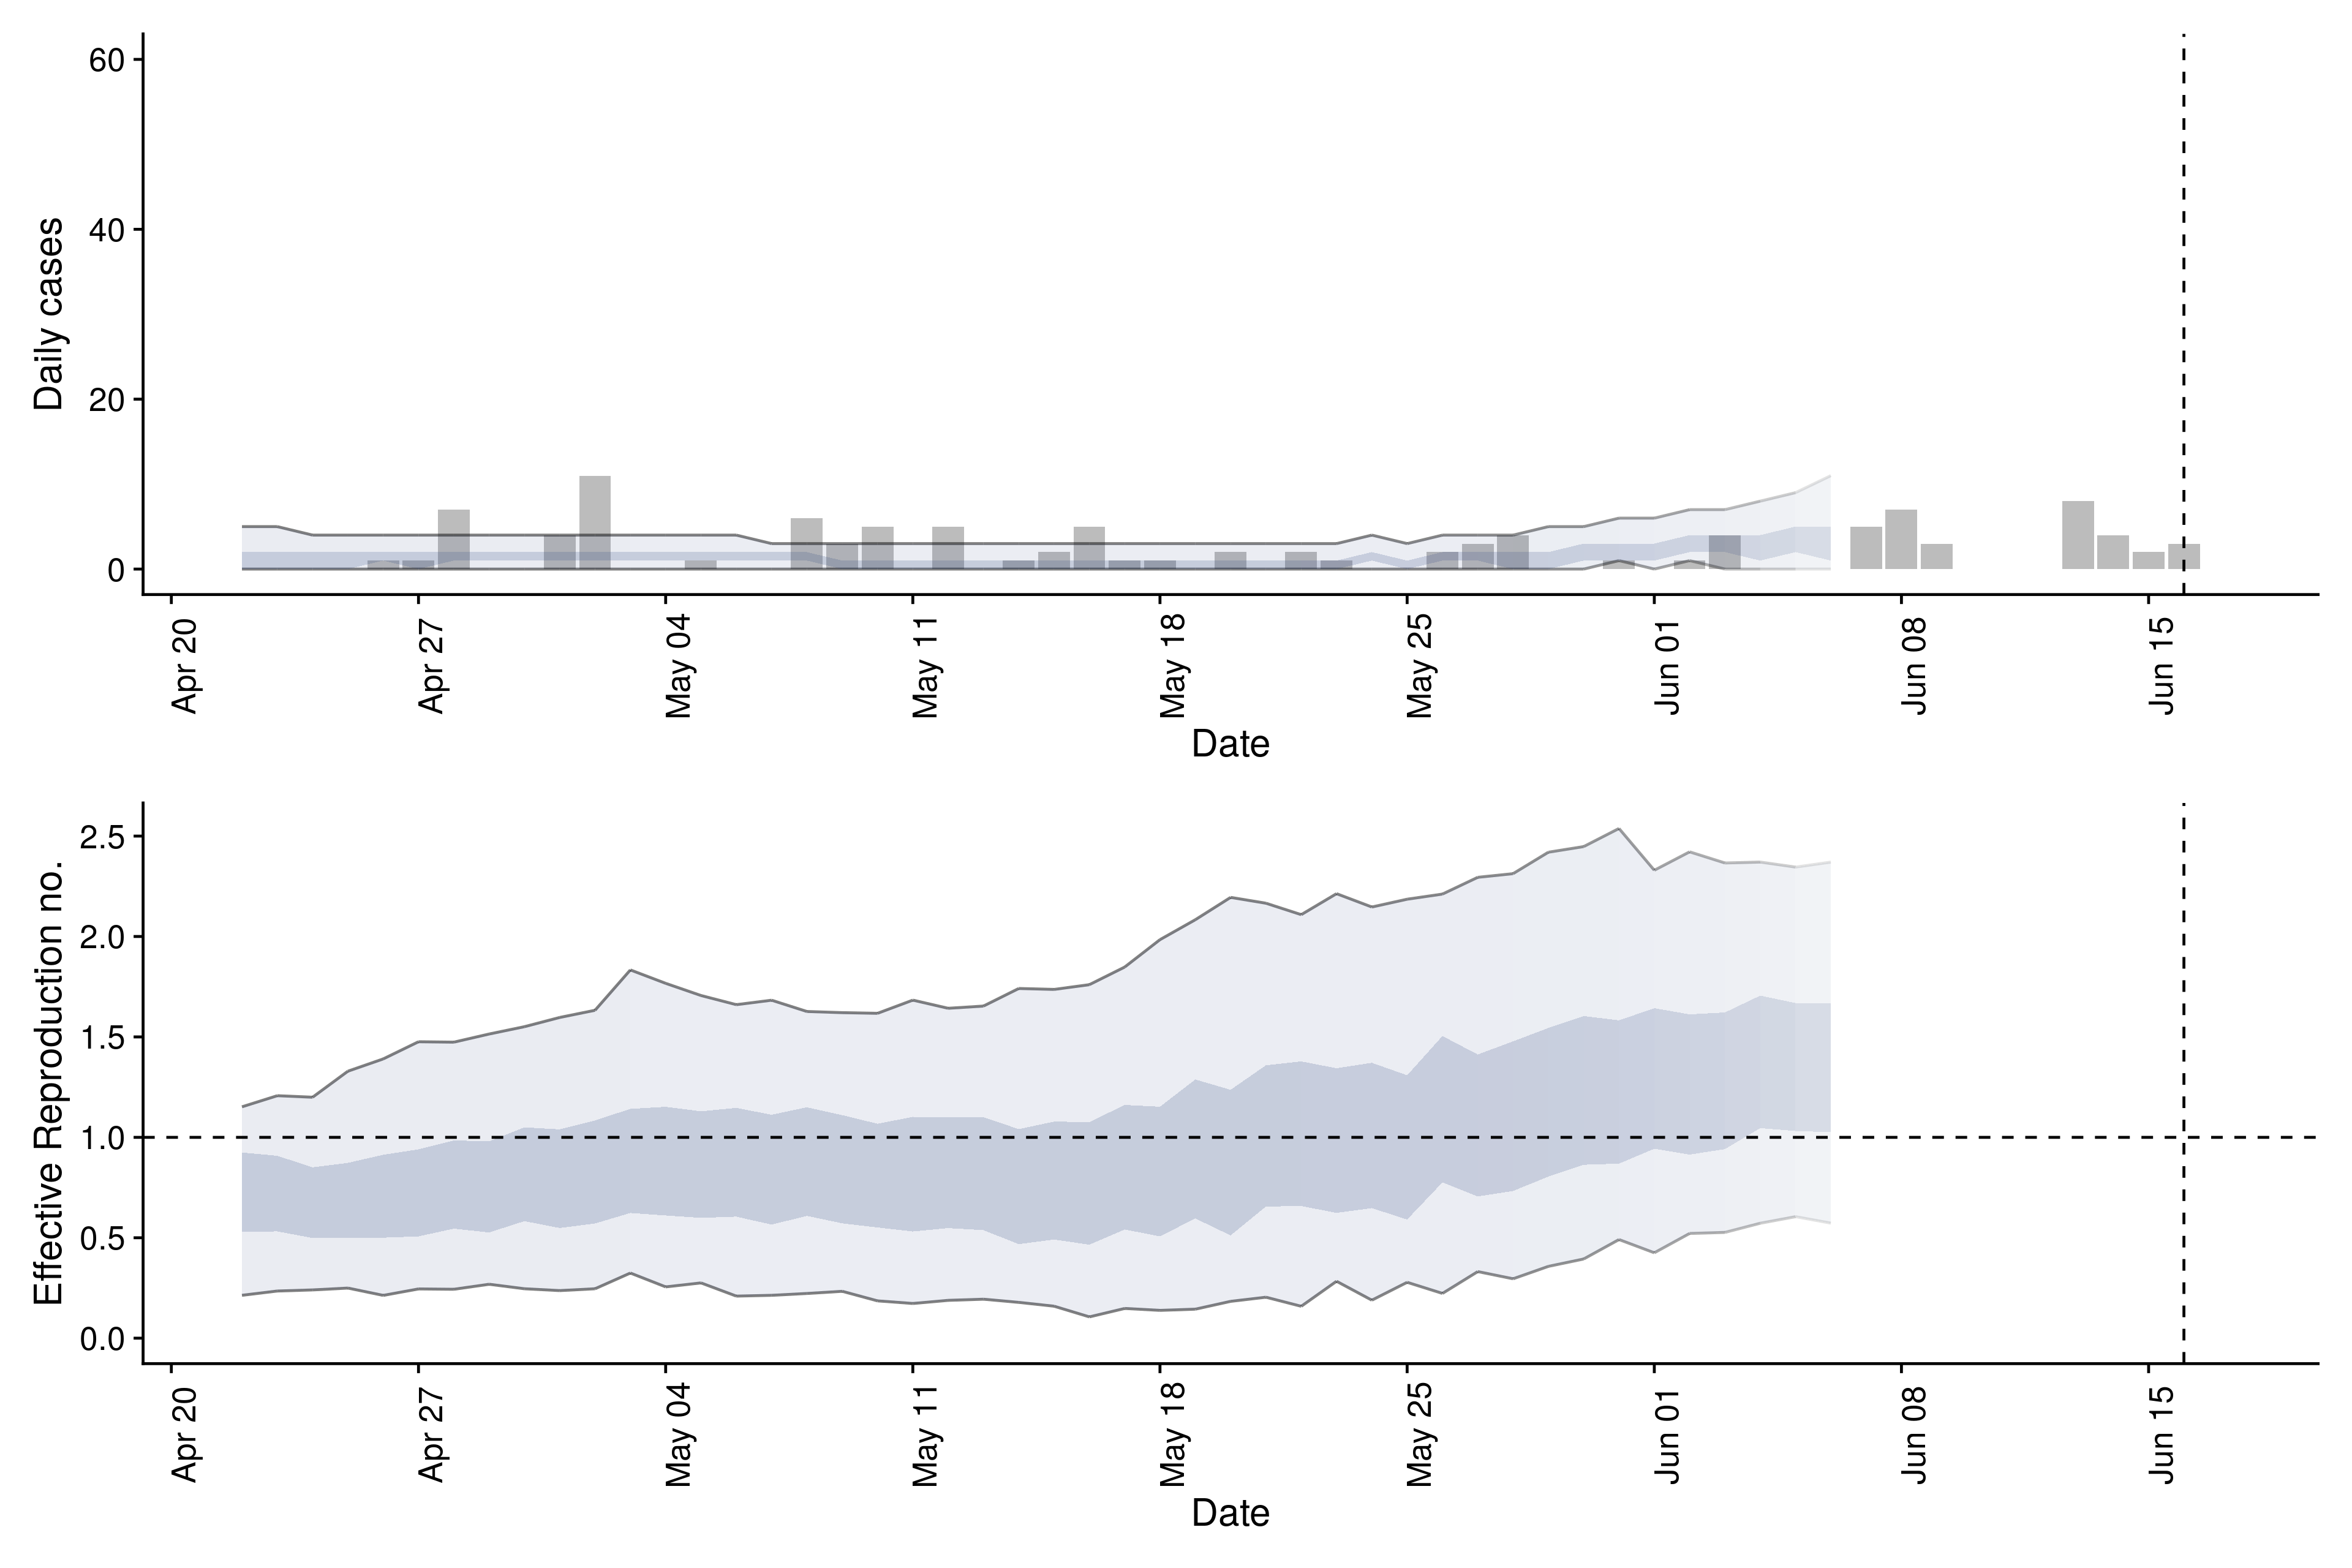 Daily cases
60
40
20
0
Apr 20
Apr 27
May 04
May 11
May 18
May 25
Jun 01
Jun 08
Jun 15
Date
Effective Reproduction no.
2.5
2.0
1.5
1.0
0.5
0.0
Apr 20
Apr 27
May 04
May 11
May 18
May 25
Jun 01
Jun 08
Jun 15
Date